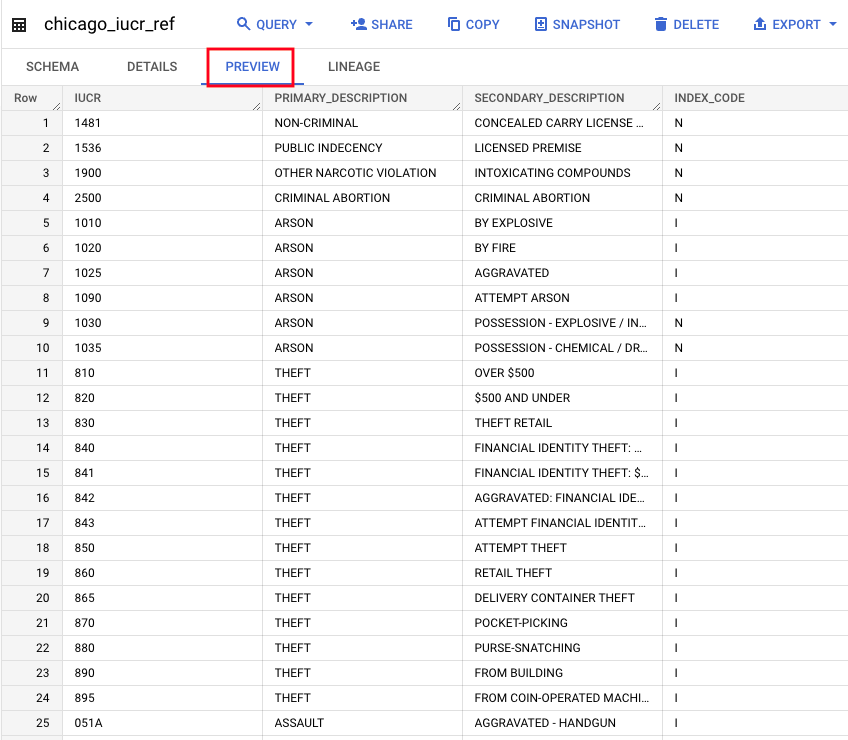 chicago_iucr_ref QUERY SHARE COPY SNAPSHOT DELETE EXPORT
SCHEMA DETAILS PREVIEW LINEAGE
Row IUCR PRIMARY_DESCRIPTION SECONDARY_DESCRIPTION INDEX_CODE
1 1481 NON-CRIMINAL CONCEALED CARRY LICENSE ... N
2 1536 PUBLIC INDECENCY LICENSED PREMISE N
3 1900 OTHER NARCOTIC VIOLATION INTOXICATING COMPOUNDS N
4 2500 CRIMINAL ABORTION CRIMINAL ABORTION N
5 1010 ARSON BY EXPLOSIVE I
6 1020 ARSON BY FIRE I
7 1025 ARSON AGGRAVATED I
8 1090 ARSON ATTEMPT ARSON I
9 1030 ARSON POSSESSION - EXPLOSIVE / IN... N
10 1035 ARSON POSSESSION - CHEMICAL / DR... N
11 810 THEFT OVER $500 I
12 820 THEFT $500 AND UNDER I
13 830 THEFT THEFT RETAIL I
14 840 THEFT FINANCIAL IDENTITY THEFT: ... I
15 841 THEFT FINANCIAL IDENTITY THEFT: $... I
16 842 THEFT AGGRAVATED: FINANCIAL IDE... I
17 843 THEFT ATTEMPT FINANCIAL IDENTIT... I
18 850 THEFT ATTEMPT THEFT I
19 860 THEFT RETAIL THEFT I
20 865 THEFT DELIVERY CONTAINER THEFT I
21 870 THEFT POCKET-PICKING I
22 880 THEFT PURSE-SNATCHING I
23 890 THEFT FROM BUILDING I
24 895 THEFT FROM COIN-OPERATED MACHI... I
25 051A ASSAULT AGGRAVATED - HANDGUN I